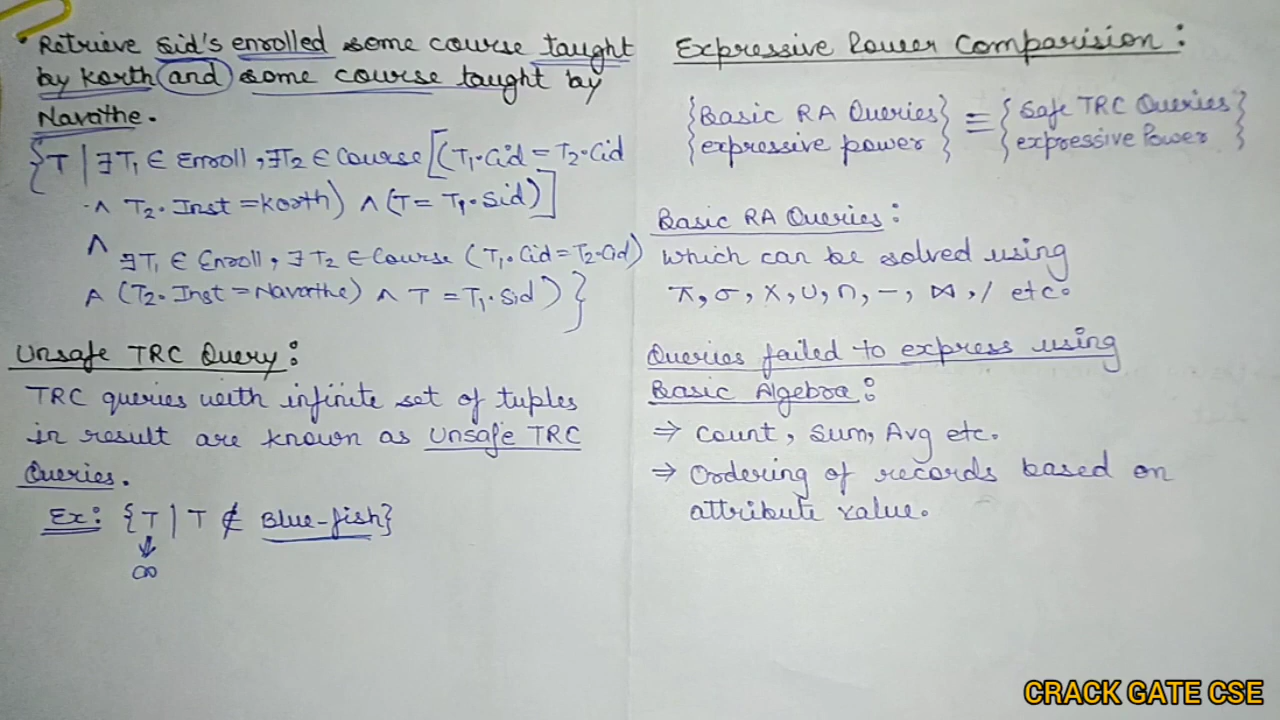 • Retrieve Sid's enrolled some course taught
by Korth and some course taught by
Navathe.
{T | ∃T₁ ∈ Enroll, ∃T₂ ∈ Course [(T₁.Cid = T₂.Cid
∧ T₂.Inst = Korth) ∧ (T = T₁.Sid)]
∧
∃T₁ ∈ Enroll, ∃T₂ ∈ Course (T₁.Cid = T₂.Cid)
∧ (T₂.Inst = Navathe) ∧ T = T₁.Sid)}
Unsafe TRC Query:
TRC queries with infinite set of tuples
in result are known as Unsafe TRC
Queries.
Ex: {T | T ∉ Blue-fish}
↓
∞
Expressive Power Comparision:
{Basic RA Queries expressive power} ≡ {Safe TRC Queries expressive Power}
Basic RA Queries:
which can be solved using
π, σ, ×, ∪, ∩, −, ⋈, / etc.
Queries failed to express using
Basic Algebra:
⇒ Count, Sum, Avg etc.
⇒ Ordering of records based on
attribute value.
CRACK GATE CSE